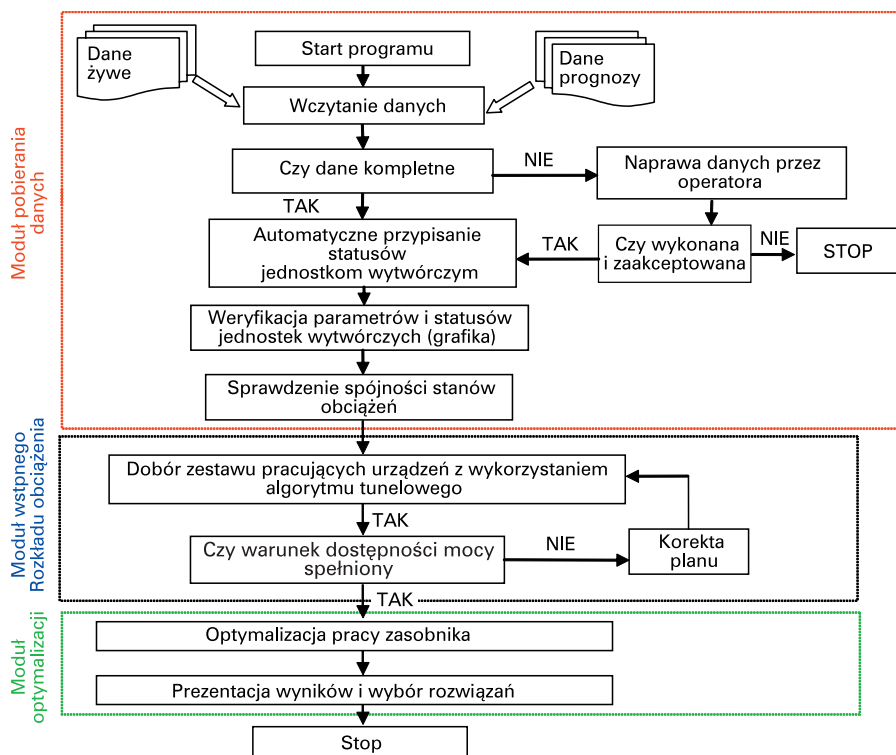 Dane
żywe
Start programu
Dane
prognozy
Wczytanie danych
Czy dane kompletne
NIE
Naprawa danych przez
operatora
TAK
Automatyczne przypisanie
statusów
jednostkom wytwórczym
TAK
Czy wykonana
i zaakceptowana
NIE
STOP
Weryfikacja parametrów i statusów
jednostek wytwórczych (grafika)
Sprawdzenie spójności stanów
obciążeń
Moduł pobierania
danych
Dobór zestawu pracujących urządzeń z wykorzystaniem
algorytmu tunelowego
TAK
Czy warunek dostępności mocy
spełniony
NIE
Korekta
planu
TAK
Moduł wstpnego
Rozkładu obciążenia
Optymalizacja pracy zasobnika
Prezentacja wyników i wybór rozwiązań
Moduł
optymalizacji
Stop